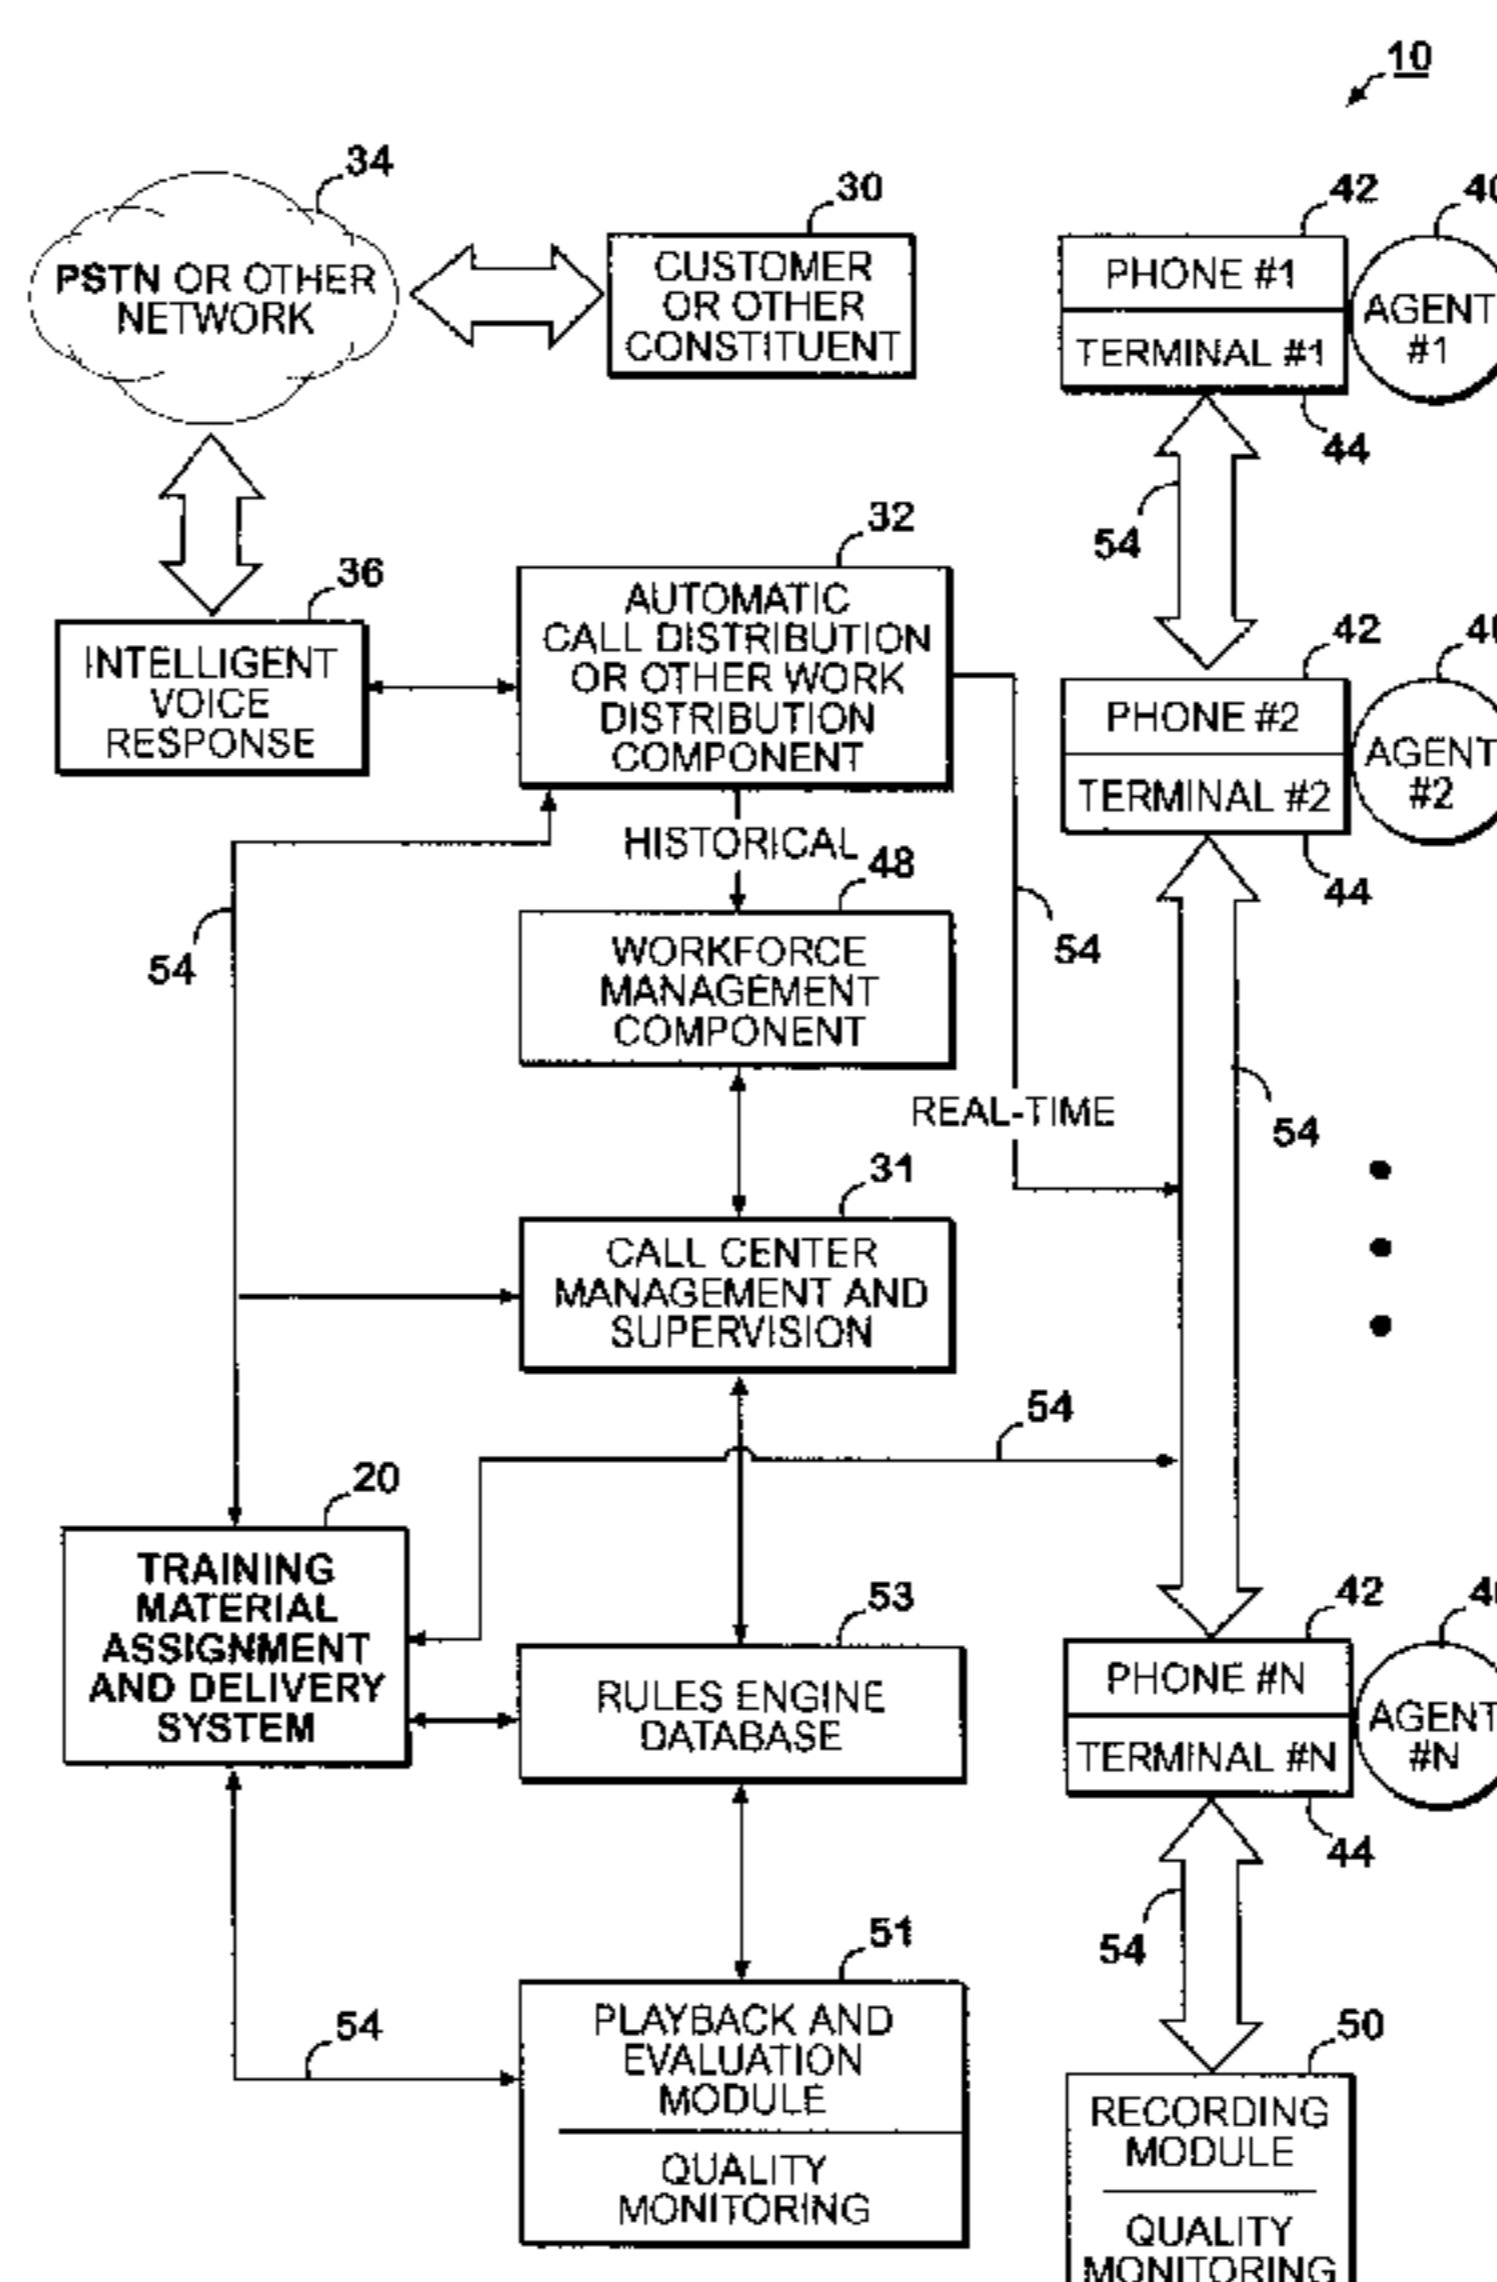 10
34
PSTN OR OTHER
NETWORK
30
CUSTOMER
OR OTHER
CONSTITUENT
42
PHONE #1
TERMINAL #1
44
AGENT
#1
54
36
INTELLIGENT
VOICE
RESPONSE
32
AUTOMATIC
CALL DISTRIBUTION
OR OTHER WORK
DISTRIBUTION
COMPONENT
42
PHONE #2
TERMINAL #2
44
AGENT
#2
HISTORICAL
48
54
54
WORKFORCE
MANAGEMENT
COMPONENT
REAL-TIME
54
31
CALL CENTER
MANAGEMENT AND
SUPERVISION
54
20
TRAINING
MATERIAL
ASSIGNMENT
AND DELIVERY
SYSTEM
53
RULES ENGINE
DATABASE
42
PHONE #N
TERMINAL #N
44
AGENT
#N
54
51
54
PLAYBACK AND
EVALUATION
MODULE
QUALITY
MONITORING
50
RECORDING
MODULE
QUALITY
MONITORING